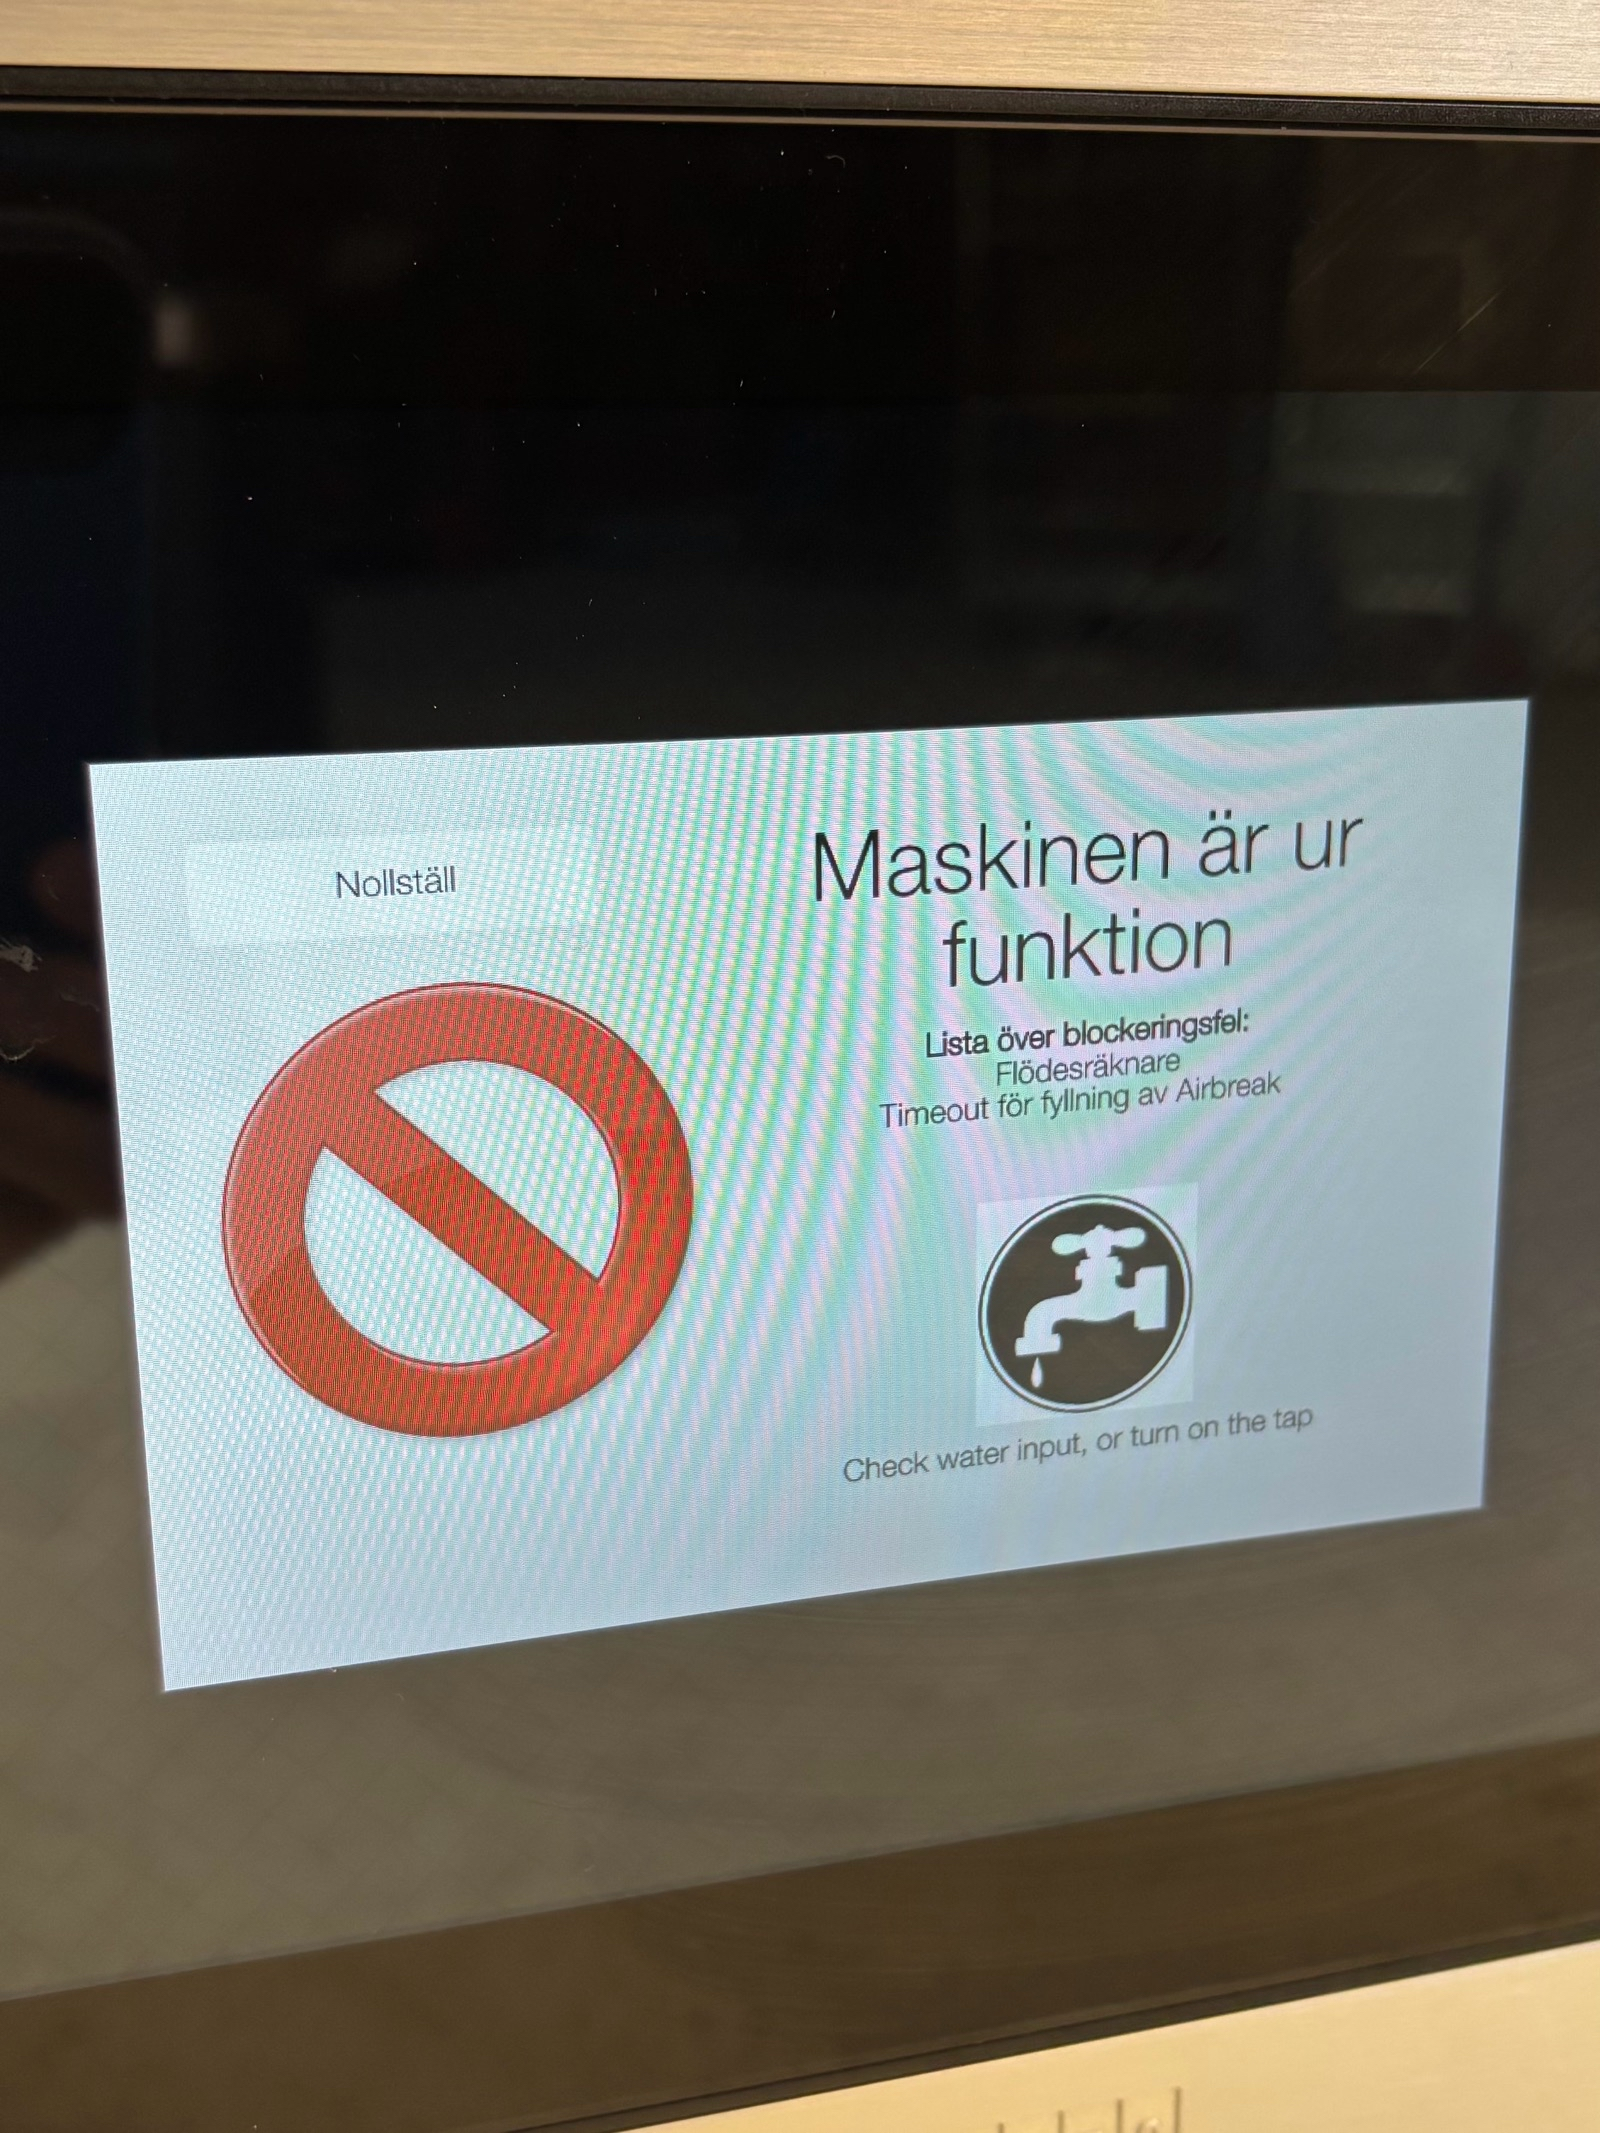 Nollställ
Maskinen är ur
funktion
Lista över blockeringsfel:
Flödesräknare
Timeout för fyllning av Airbreak
Check water input, or turn on the tap